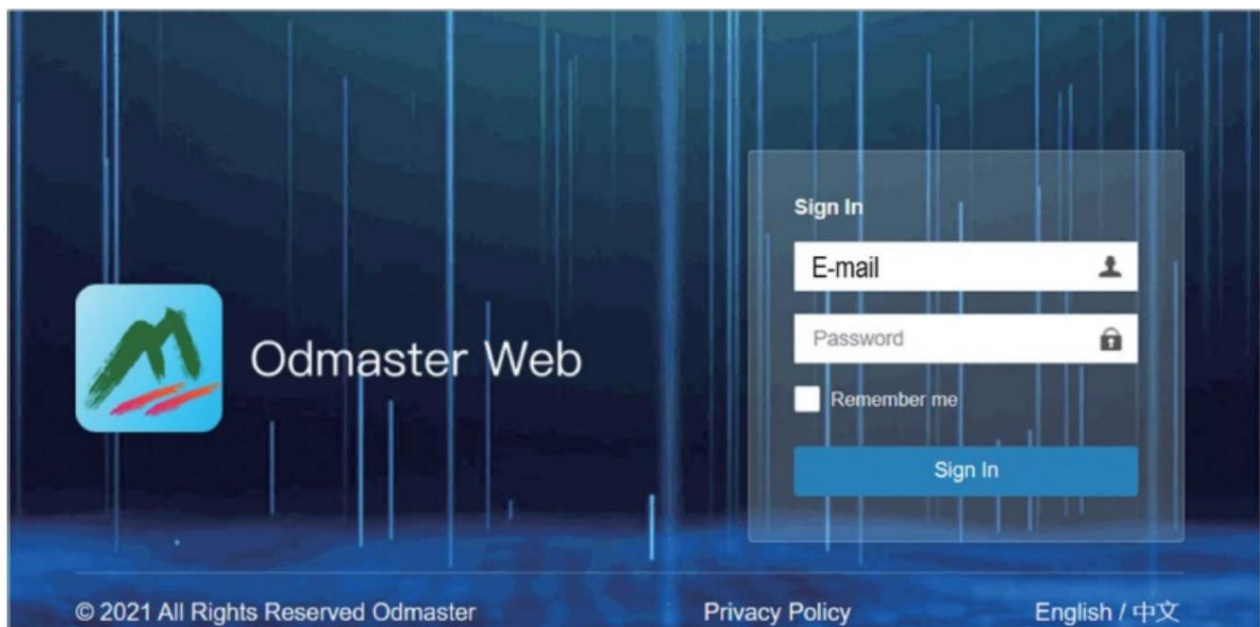 Sign In
E-mail
Password
Remember me
Sign In
Odmaster Web
© 2021 All Rights Reserved Odmaster
Privacy Policy
English / 中文